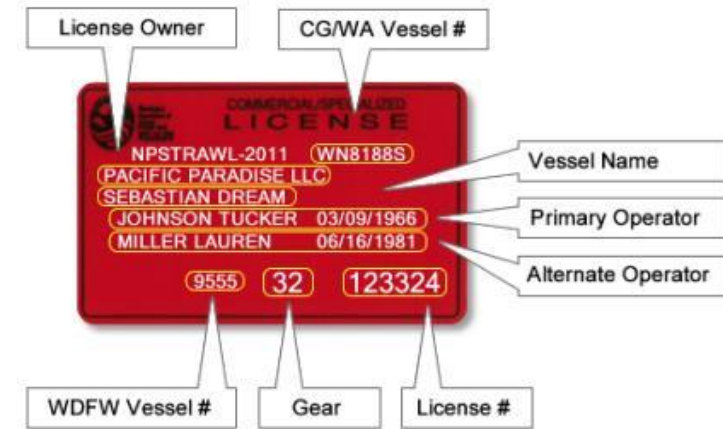 License Owner
CG/WA Vessel #
COMMERCIAL/SPECIALIZED
LICENSE
NPSTRAWL-2011 WN8188S
PACIFIC PARADISE LLC
SEBASTIAN DREAM
JOHNSON TUCKER 03/09/1966
MILLER LAUREN 06/16/1981
9555 32 123324
Vessel Name
Primary Operator
Alternate Operator
WDFW Vessel #
Gear
License #